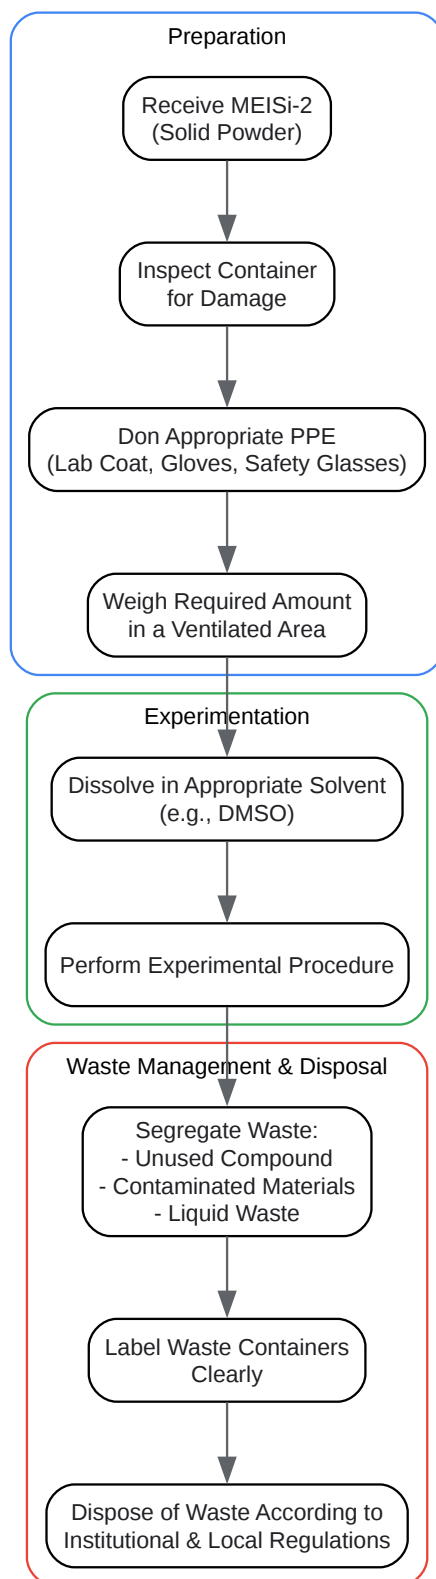 Preparation
Receive MEISi-2
(Solid Powder)
Inspect Container
for Damage
Don Appropriate PPE
(Lab Coat, Gloves, Safety Glasses)
Weigh Required Amount
in a Ventilated Area
Experimentation
Dissolve in Appropriate Solvent
(e.g., DMSO)
Perform Experimental Procedure
Waste Management & Disposal
Segregate Waste:
- Unused Compound
- Contaminated Materials
- Liquid Waste
Label Waste Containers
Clearly
Dispose of Waste According to
Institutional & Local Regulations